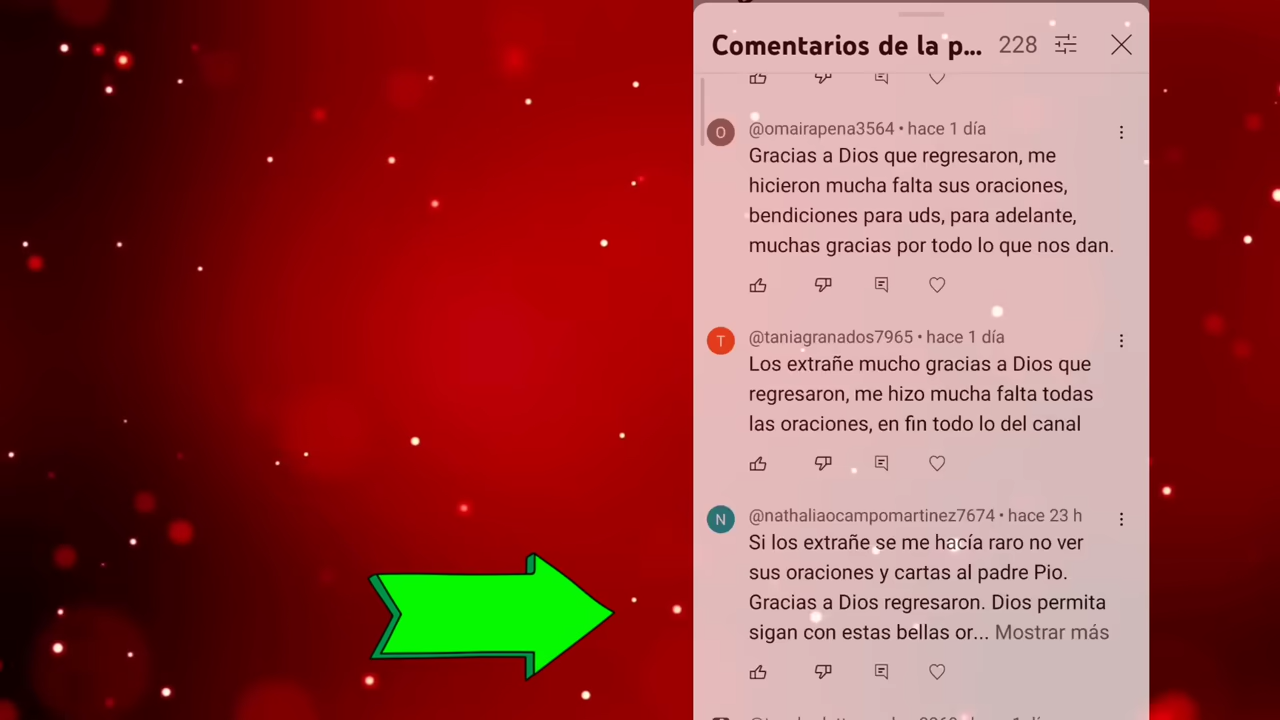 Comentarios de la p... 228
O
@omairapena3564 • hace 1 día
Gracias a Dios que regresaron, me
hicieron mucha falta sus oraciones,
bendiciones para uds, para adelante,
muchas gracias por todo lo que nos dan.
T
@taniagranados7965 • hace 1 día
Los extrañe mucho gracias a Dios que
regresaron, me hizo mucha falta todas
las oraciones, en fin todo lo del canal
N
@nathaliaocampomartinez7674 • hace 23 h
Si los extrañe se me hacía raro no ver
sus oraciones y cartas al padre Pio.
Gracias a Dios regresaron. Dios permita
sigan con estas bellas or... Mostrar más